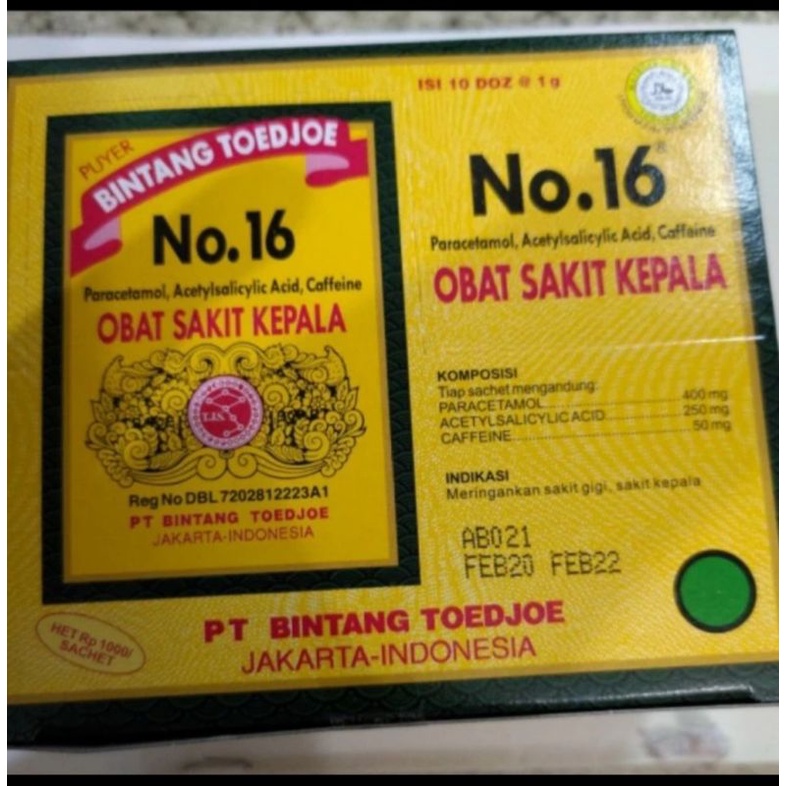 ISI 10 DOZ @ 1 g
PUYER
BINTANG TOEDJOE
No.16
Paracetamol, Acetylsalicylic Acid, Caffeine
OBAT SAKIT KEPALA
Reg No DBL 7202812223A1
PT BINTANG TOEDJOE
JAKARTA-INDONESIA
No.16®
Paracetamol, Acetylsalicylic Acid, Caffeine
OBAT SAKIT KEPALA
KOMPOSISI
Tiap sachet mengandung:
PARACETAMOL......................400 mg
ACETYLSALICYLIC ACID..............250 mg
CAFFEINE..............................50 mg
INDIKASI
Meringankan sakit gigi, sakit kepala
AB021
FEB20 FEB22
HET Rp 1000/
SACHET
PT BINTANG TOEDJOE
JAKARTA-INDONESIA